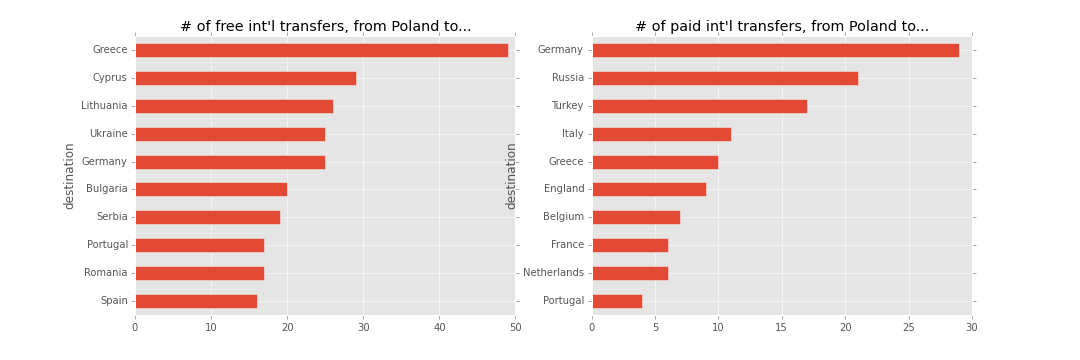 # of free int'l transfers, from Poland to...
destination
Greece
Cyprus
Lithuania
Ukraine
Germany
Bulgaria
Serbia
Portugal
Romania
Spain
0 10 20 30 40 50
# of paid int'l transfers, from Poland to...
destination
Germany
Russia
Turkey
Italy
Greece
England
Belgium
France
Netherlands
Portugal
0 5 10 15 20 25 30